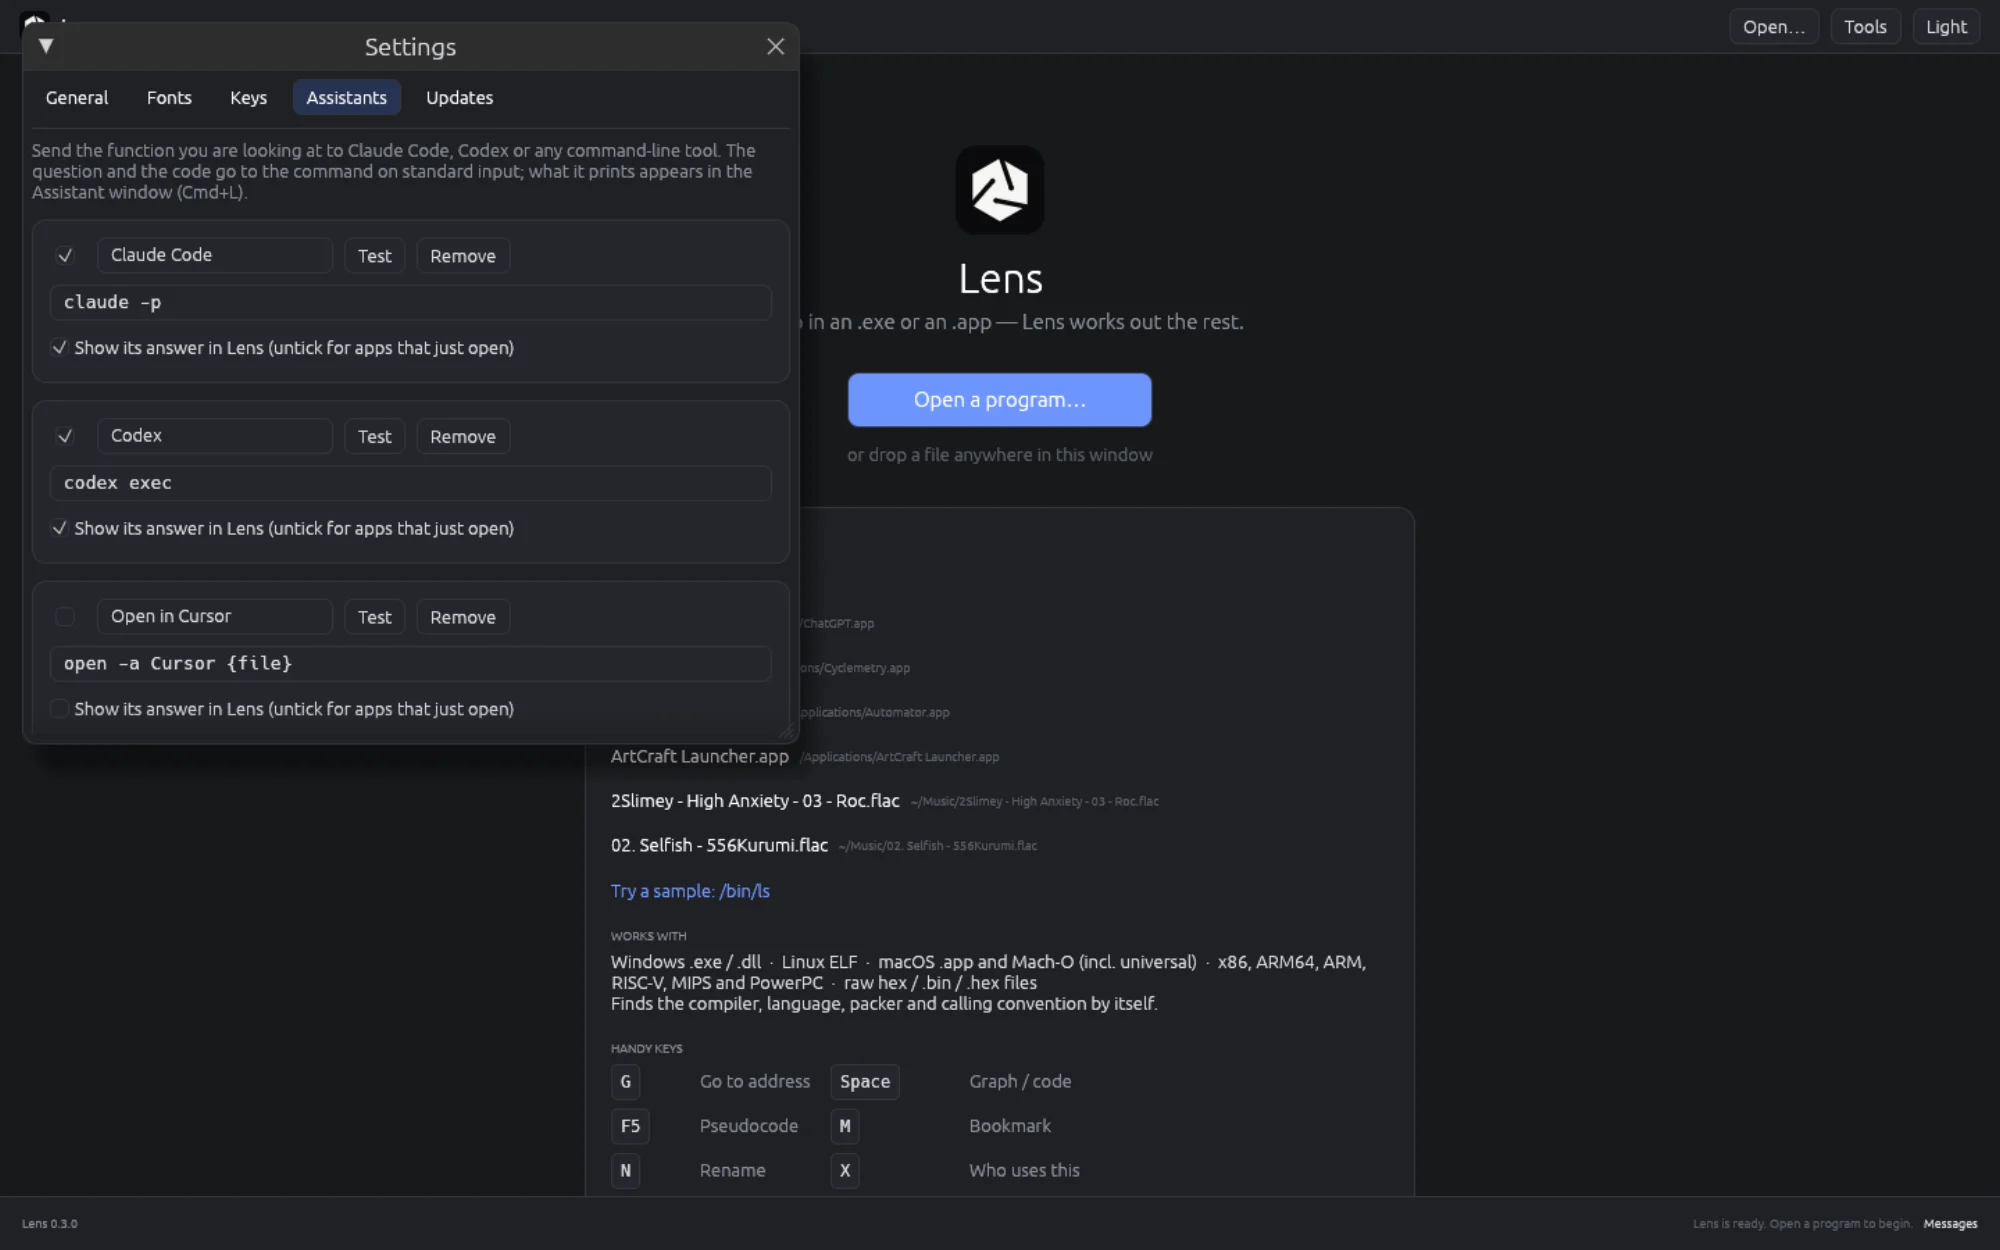 Open...
Tools
Light
▼
Settings
General
Fonts
Keys
Assistants
Updates
Send the function you are looking at to Claude Code, Codex or any command-line tool. The
question and the code go to the command on standard input; what it prints appears in the
Assistant window (Cmd+L).
Claude Code
Test
Remove
claude -p
Show its answer in Lens (untick for apps that just open)
Codex
Test
Remove
codex exec
Show its answer in Lens (untick for apps that just open)
Open in Cursor
Test
Remove
open -a Cursor {file}
Show its answer in Lens (untick for apps that just open)
Lens
in an .exe or an .app — Lens works out the rest.
Open a program...
or drop a file anywhere in this window
/ChatGPT.app
ons/Cyclemetry.app
pplications/Automator.app
ArtCraft Launcher.app /Applications/ArtCraft Launcher.app
2Slimey - High Anxiety - 03 - Roc.flac ~/Music/2Slimey - High Anxiety - 03 - Roc.flac
02. Selfish - 556Kurumi.flac ~/Music/02. Selfish - 556Kurumi.flac
Try a sample: /bin/ls
WORKS WITH
Windows .exe / .dll · Linux ELF · macOS .app and Mach-O (incl. universal) · x86, ARM64, ARM,
RISC-V, MIPS and PowerPC · raw hex / .bin / .hex files
Finds the compiler, language, packer and calling convention by itself.
HANDY KEYS
G Go to address Space Graph / code
F5 Pseudocode M Bookmark
N Rename X Who uses this
Lens 0.3.0
Lens is ready. Open a program to begin. Messages